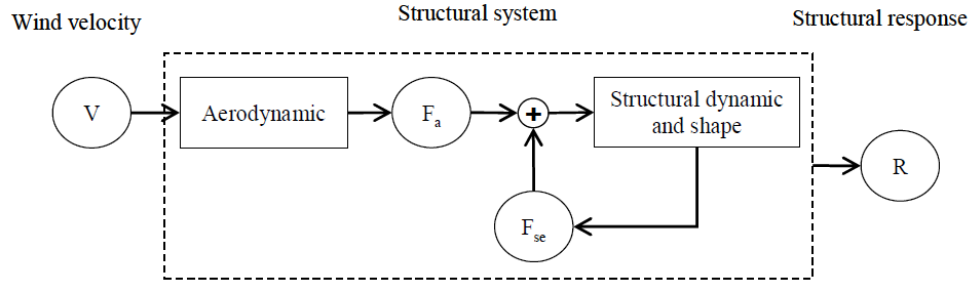 Structural system
Wind velocity
Structural response
V
Aerodynamic
Fa
+
Structural dynamic
and shape
R
Fse